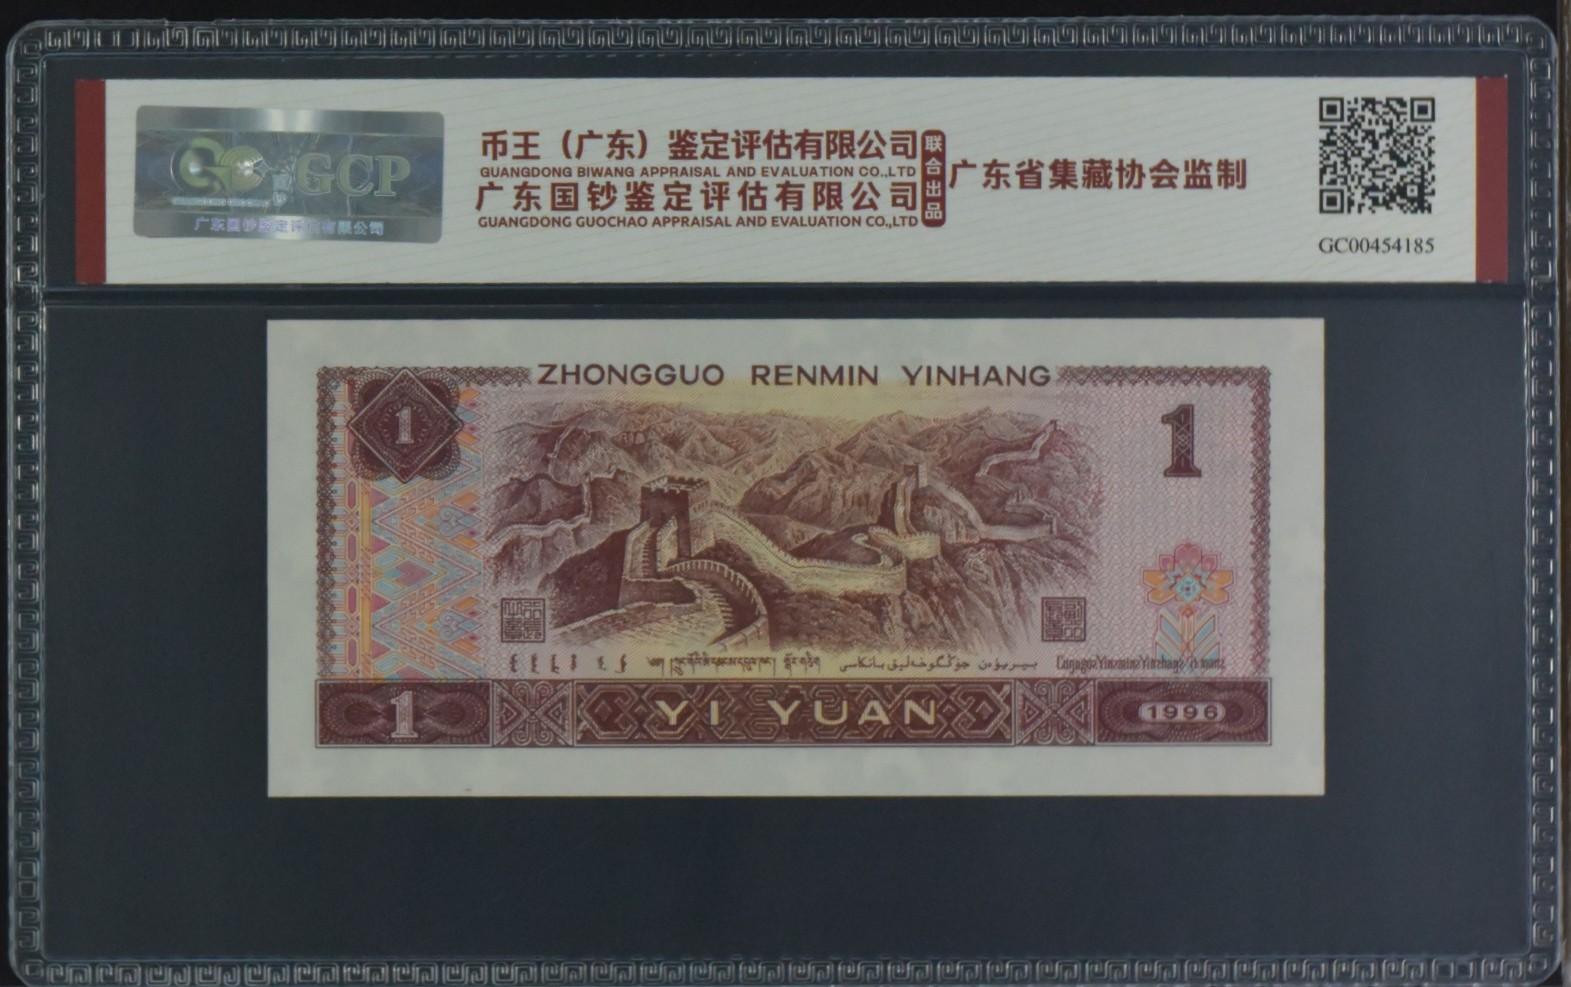 GCP
广东国钞鉴定评估有限公司
币王（广东）鉴定评估有限公司
GUANGDONG BIWANG APPRAISAL AND EVALUATION CO.,LTD
广东国钞鉴定评估有限公司
GUANGDONG GUOCHAO APPRAISAL AND EVALUATION CO.,LTD
联合出品
广东省集藏协会监制
GC00454185
ZHONGGUO RENMIN YINHANG
1
1
1
YI YUAN
1996